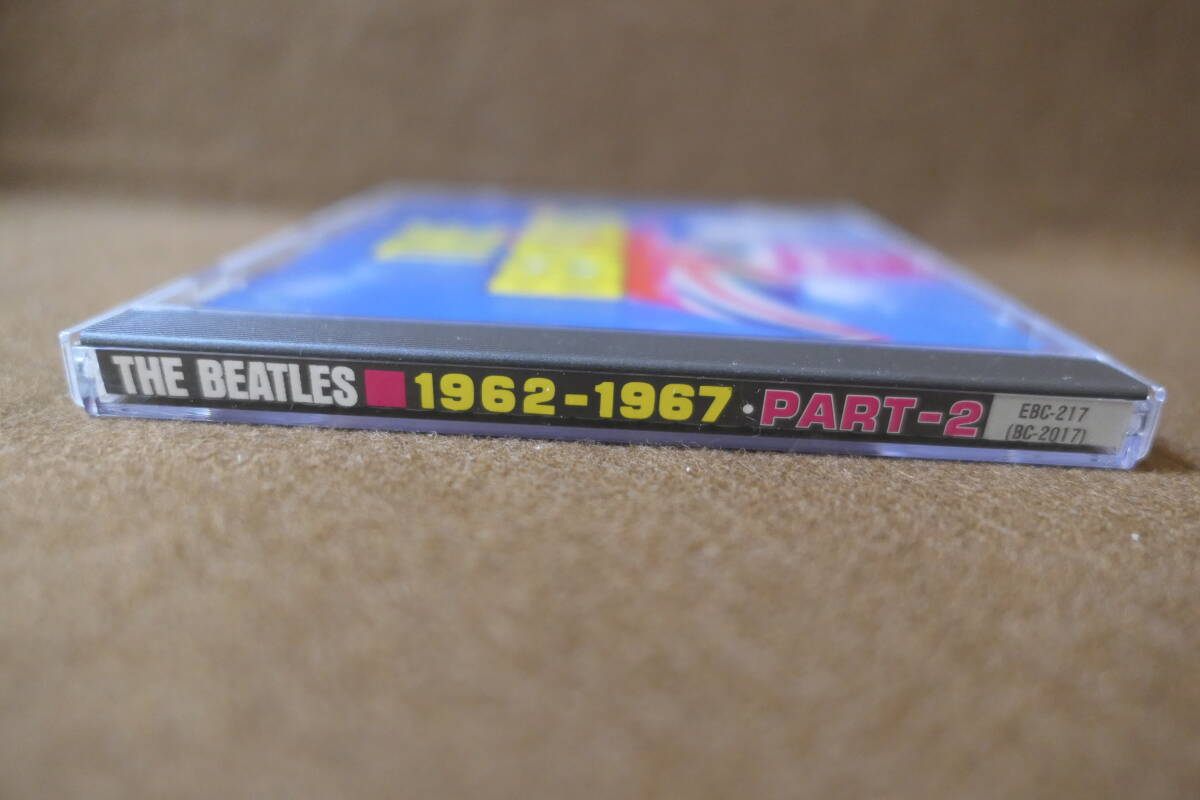 THE BEATLES ■ 1962-1967・PART-2
EBC-217
(BC-2017)